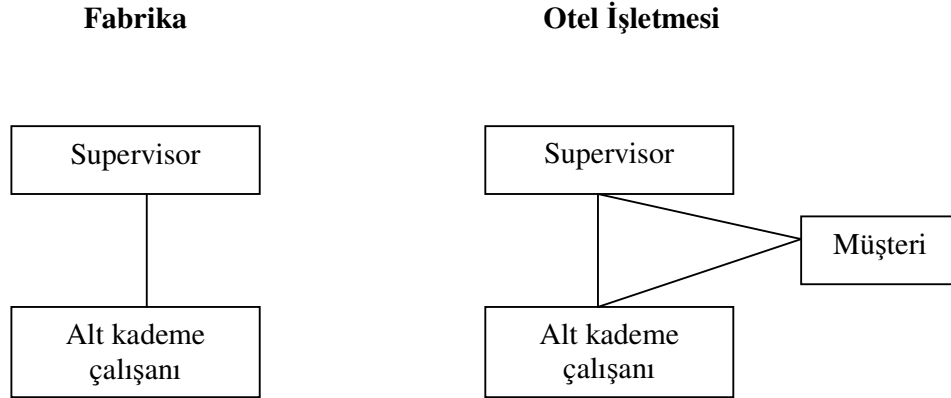 Fabrika
Otel İşletmesi
Supervisor
Supervisor
Müşteri
Alt kademe
çalışanı
Alt kademe
çalışanı